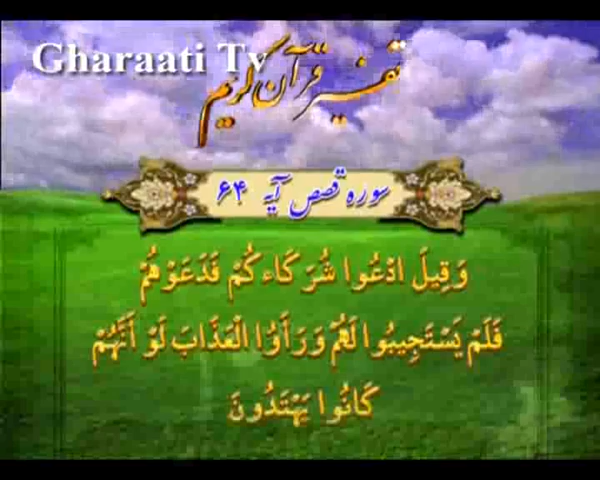 Gharaati Tv
تفسیر قرآن کریم
سوره قصص آیه ۶۴
وَقِيلَ ادْعُوا شُرَكَاءَكُمْ فَدَعَوْهُمْ
فَلَمْ يَسْتَجِيبُوا لَهُمْ وَرَأَوُا الْعَذَابَ لَوْ أَنَّهُمْ
كَانُوا يَهْتَدُونَ